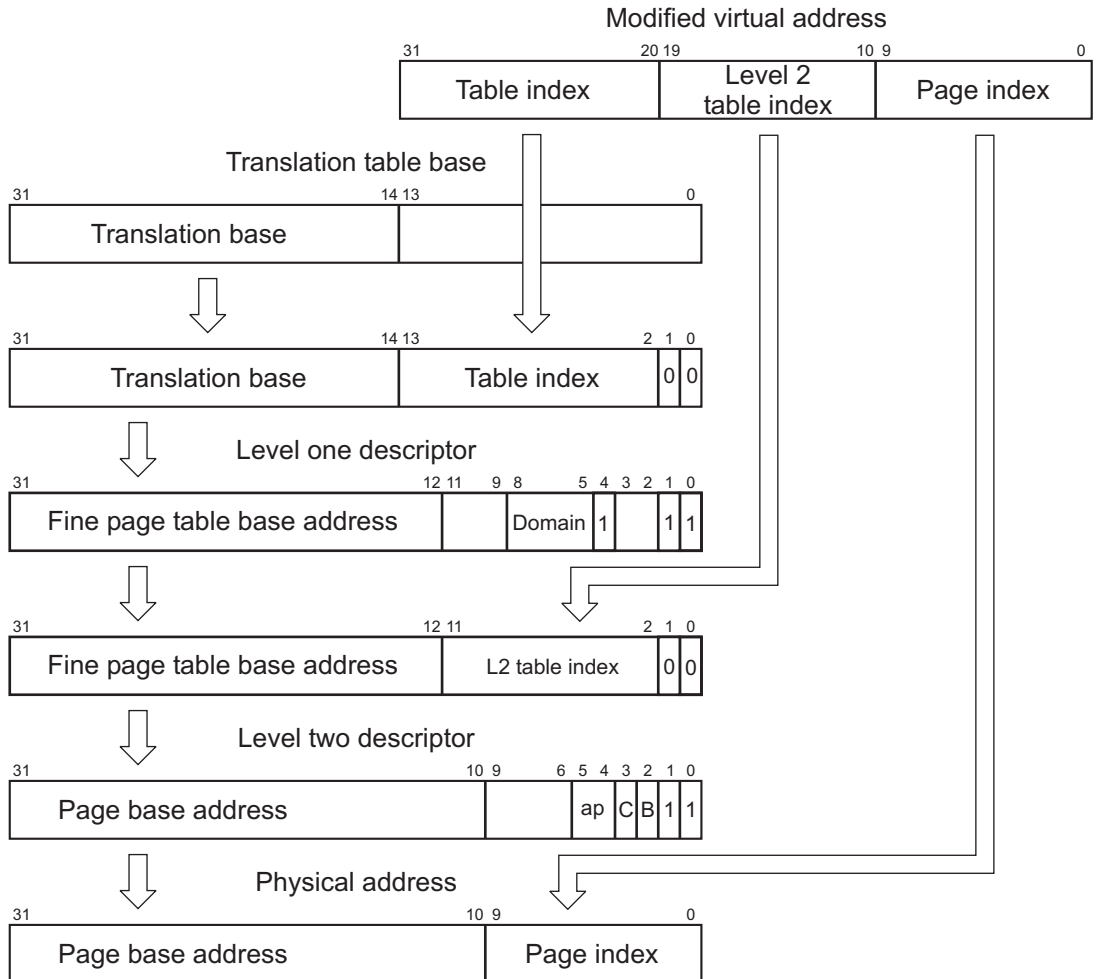 Modified virtual address
31 20 19 10 9 0
Table index Level 2 table index Page index
Translation table base
31 14 13 0
Translation base
31 14 13 2 1 0
Translation base Table index 0 0
Level one descriptor
31 12 11 9 8 5 4 3 2 1 0
Fine page table base address Domain 1 1 1
31 12 11 2 1 0
Fine page table base address L2 table index 0 0
Level two descriptor
31 10 9 6 5 4 3 2 1 0
Page base address ap C B 1 1
Physical address
31 10 9 0
Page base address Page index